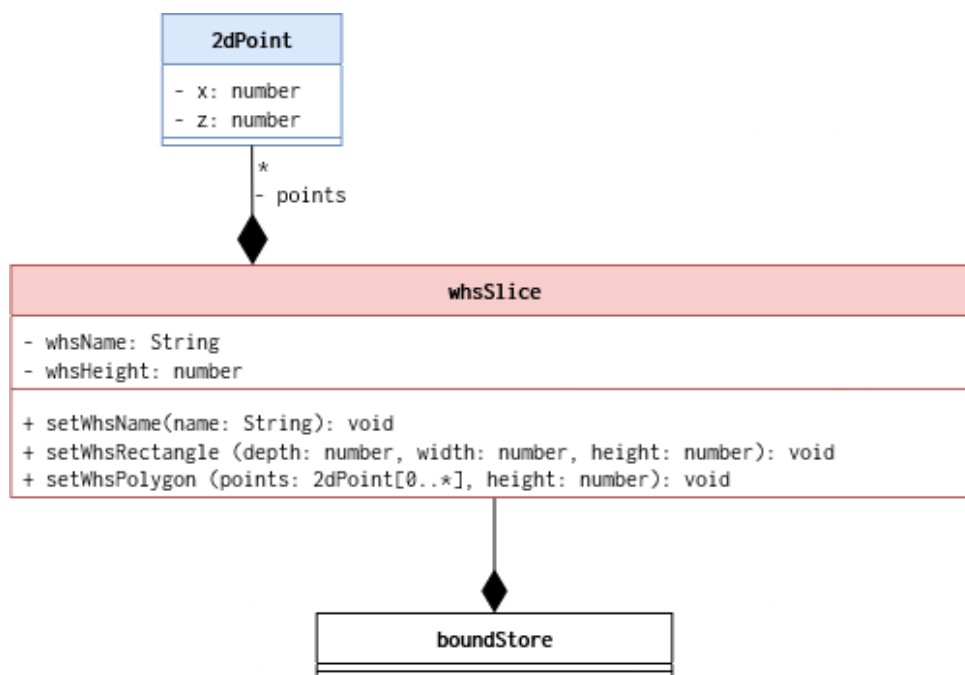 2dPoint
- x: number
- z: number
*
- points
whsSlice
- whsName: String
- whsHeight: number
+ setWhsName(name: String): void
+ setWhsRectangle (depth: number, width: number, height: number): void
+ setWhsPolygon (points: 2dPoint[0..*], height: number): void
boundStore